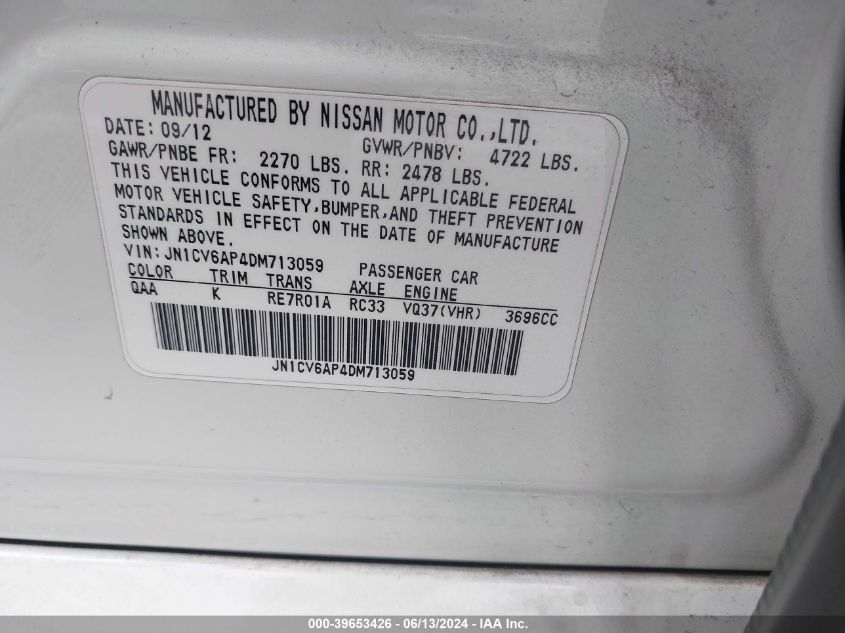 MANUFACTURED BY NISSAN MOTOR CO.,LTD.
DATE: 09/12 GVWR/PNBV: 4722 LBS.
GAWR/PNBE FR: 2270 LBS. RR: 2478 LBS.
THIS VEHICLE CONFORMS TO ALL APPLICABLE FEDERAL
MOTOR VEHICLE SAFETY,BUMPER,AND THEFT PREVENTION
STANDARDS IN EFFECT ON THE DATE OF MANUFACTURE
SHOWN ABOVE.
VIN: JN1CV6AP4DM713059 PASSENGER CAR
COLOR TRIM TRANS AXLE ENGINE
QAA K RE7R01A RC33 VQ37(VHR) 3696CC
JN1CV6AP4DM713059
000-39653426 - 06/13/2024 - IAA Inc.